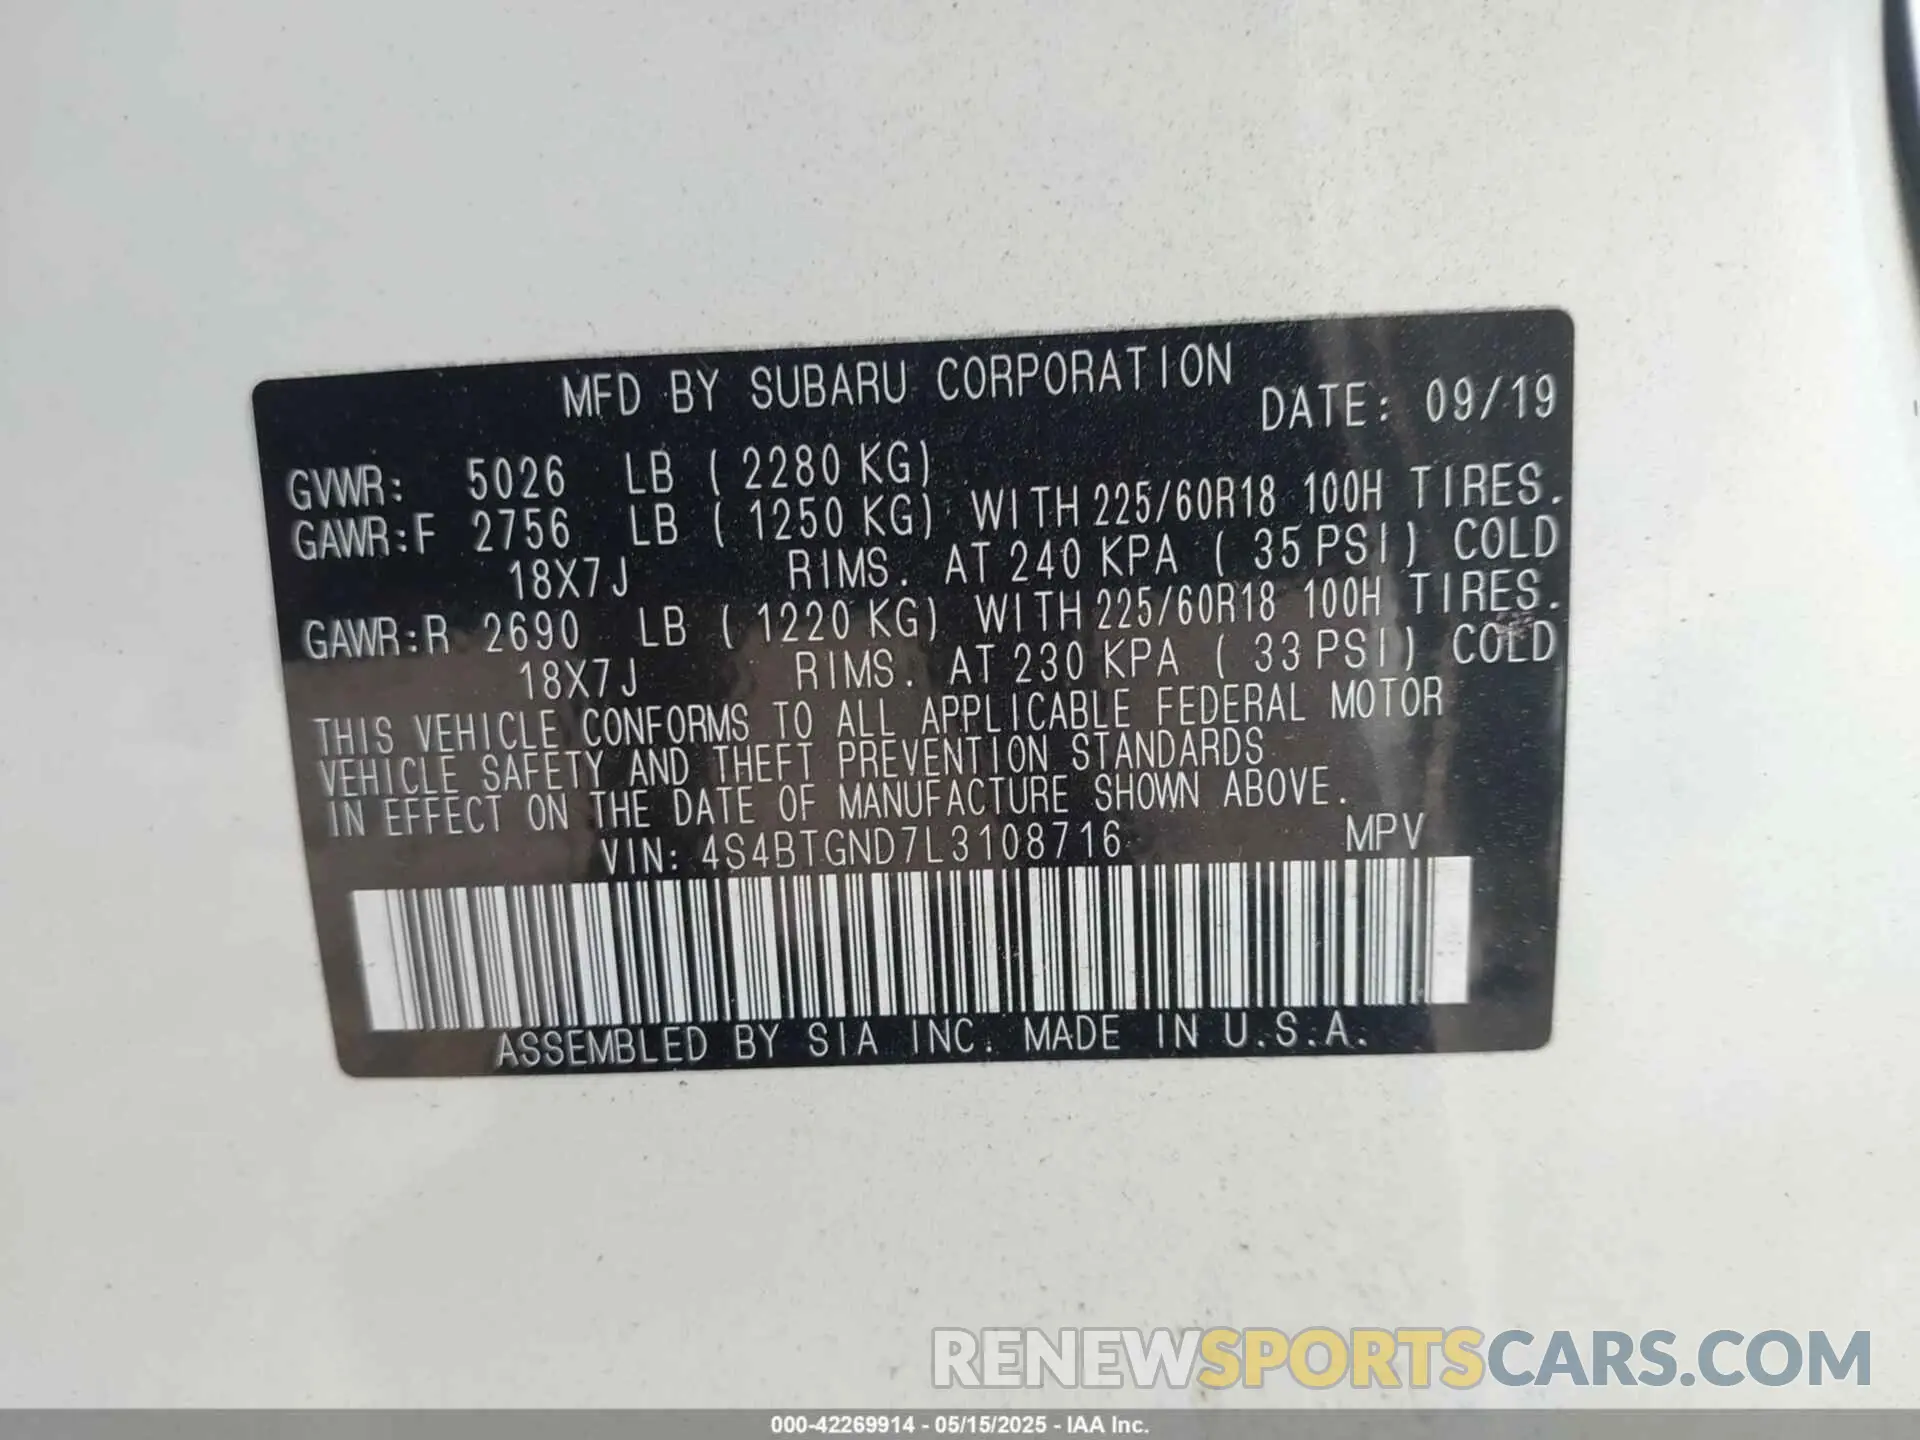 MFD BY SUBARU CORPORATION
DATE: 09/19
GVWR: 5026 LB ( 2280 KG)
GAWR:F 2756 LB ( 1250 KG) WITH 225/60R18 100H TIRES.
18X7J RIMS. AT 240 KPA ( 35 PSI) COLD
GAWR:R 2690 LB ( 1220 KG) WITH 225/60R18 100H TIRES.
18X7J RIMS. AT 230 KPA ( 33 PSI) COLD
THIS VEHICLE CONFORMS TO ALL APPLICABLE FEDERAL MOTOR
VEHICLE SAFETY AND THEFT PREVENTION STANDARDS
IN EFFECT ON THE DATE OF MANUFACTURE SHOWN ABOVE.
VIN: 4S4BTGND7L3108716 MPV
ASSEMBLED BY SIA INC. MADE IN U.S.A.
RENEWSPORTSCARS.COM
000-42269914 - 05/15/2025 - IAA Inc.